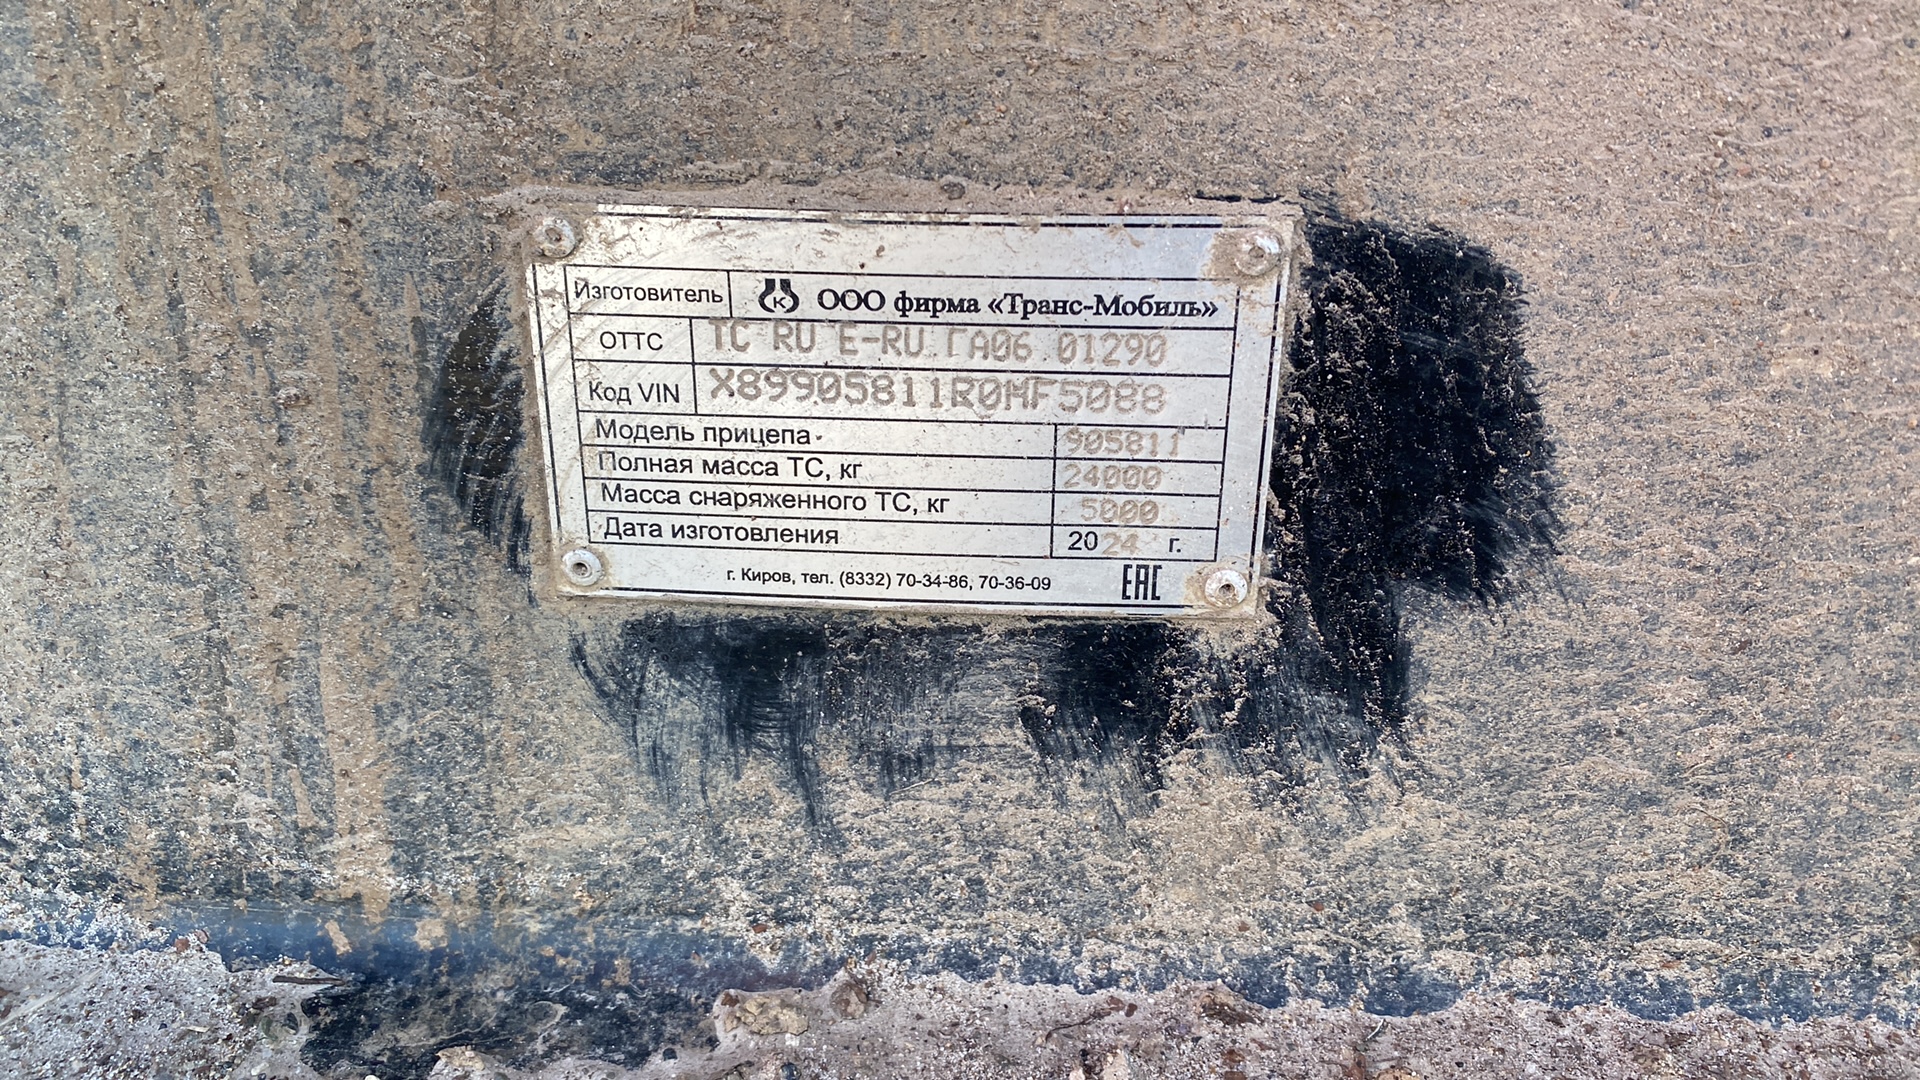 Изготовитель К ООО фирма «Транс-Мобиль»
ОТТС ТС RU Е-RU.ГА06.01290
Код VIN X89905811R0MF5088
Модель прицепа 905811
Полная масса ТС, кг 24000
Масса снаряженного ТС, кг 5000
Дата изготовления 2024 г.
г. Киров, тел. (8332) 70-34-86, 70-36-09 EAC